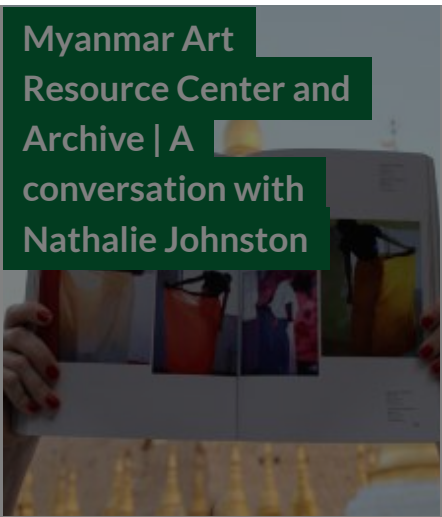 Myanmar Art
Resource Center and
Archive | A
conversation with
Nathalie Johnston